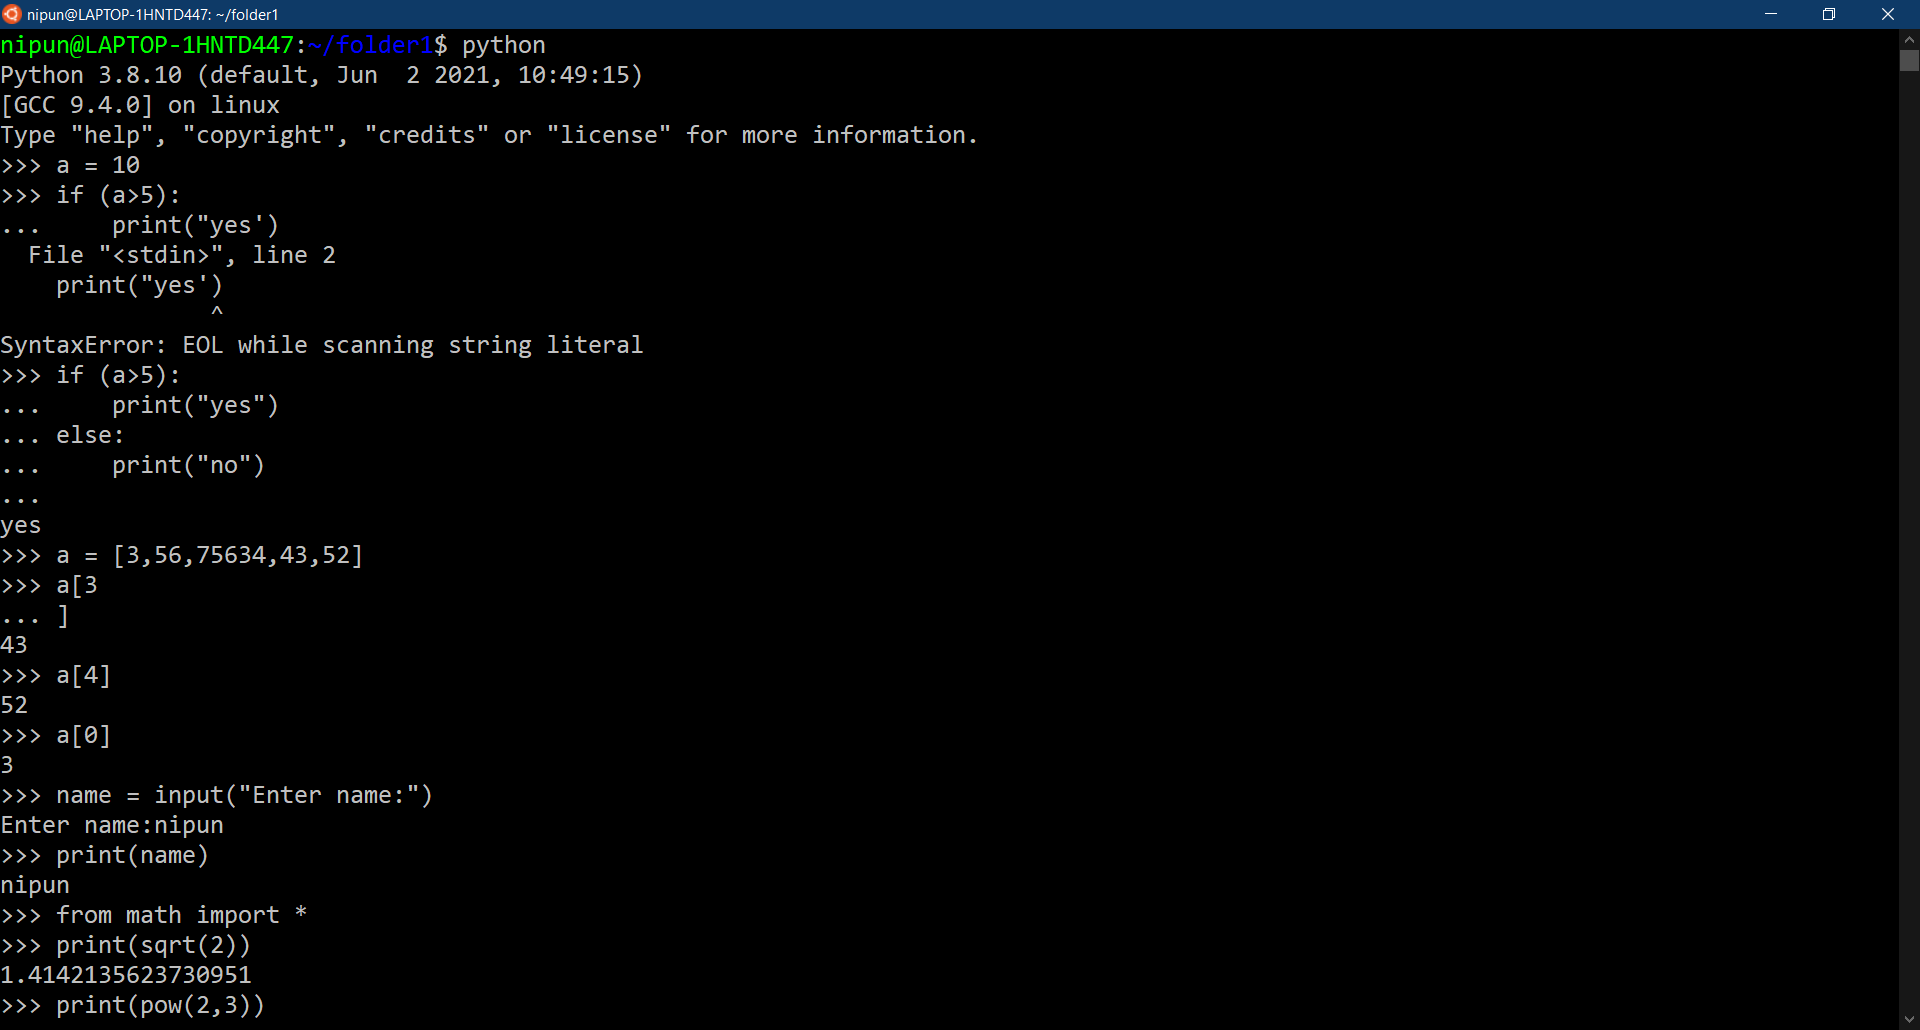 nipun@LAPTOP-1HNTD447: ~/folder1
nipun@LAPTOP-1HNTD447:~/folder1$ python
Python 3.8.10 (default, Jun  2 2021, 10:49:15)
[GCC 9.4.0] on linux
Type "help", "copyright", "credits" or "license" for more information.
>>> a = 10
>>> if (a>5):
...     print("yes')
  File "<stdin>", line 2
    print("yes')
               ^
SyntaxError: EOL while scanning string literal
>>> if (a>5):
...     print("yes")
... else:
...     print("no")
...
yes
>>> a = [3,56,75634,43,52]
>>> a[3
... ]
43
>>> a[4]
52
>>> a[0]
3
>>> name = input("Enter name:")
Enter name:nipun
>>> print(name)
nipun
>>> from math import *
>>> print(sqrt(2))
1.4142135623730951
>>> print(pow(2,3))